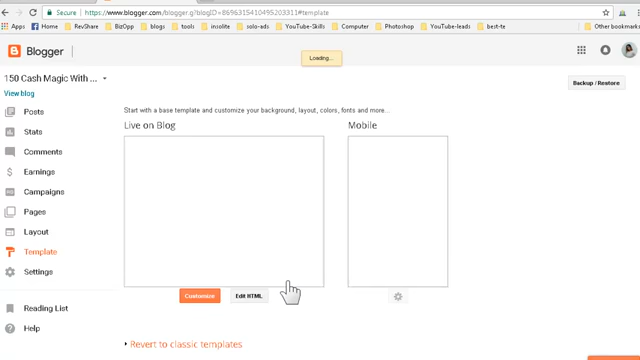 Secure https://www.blogger.com/blogger.g?blogID=8696315410495203311#template
Apps Facebook RevShare BizOpp blogs tools insolite solo-ads YouTube-Skills Photoshop YouTube-leads best-te Other bookmarks
Blogger
Loading...
150 Cash Magic With ...
View blog
Backup / Restore
Posts
Stats
Comments
Earnings
Campaigns
Pages
Layout
Template
Settings
Reading List
Help
Start with a base template and customize your background, layout, colors, fonts and more...
Live on Blog
Mobile
Customize
Edit HTML
Revert to classic templates